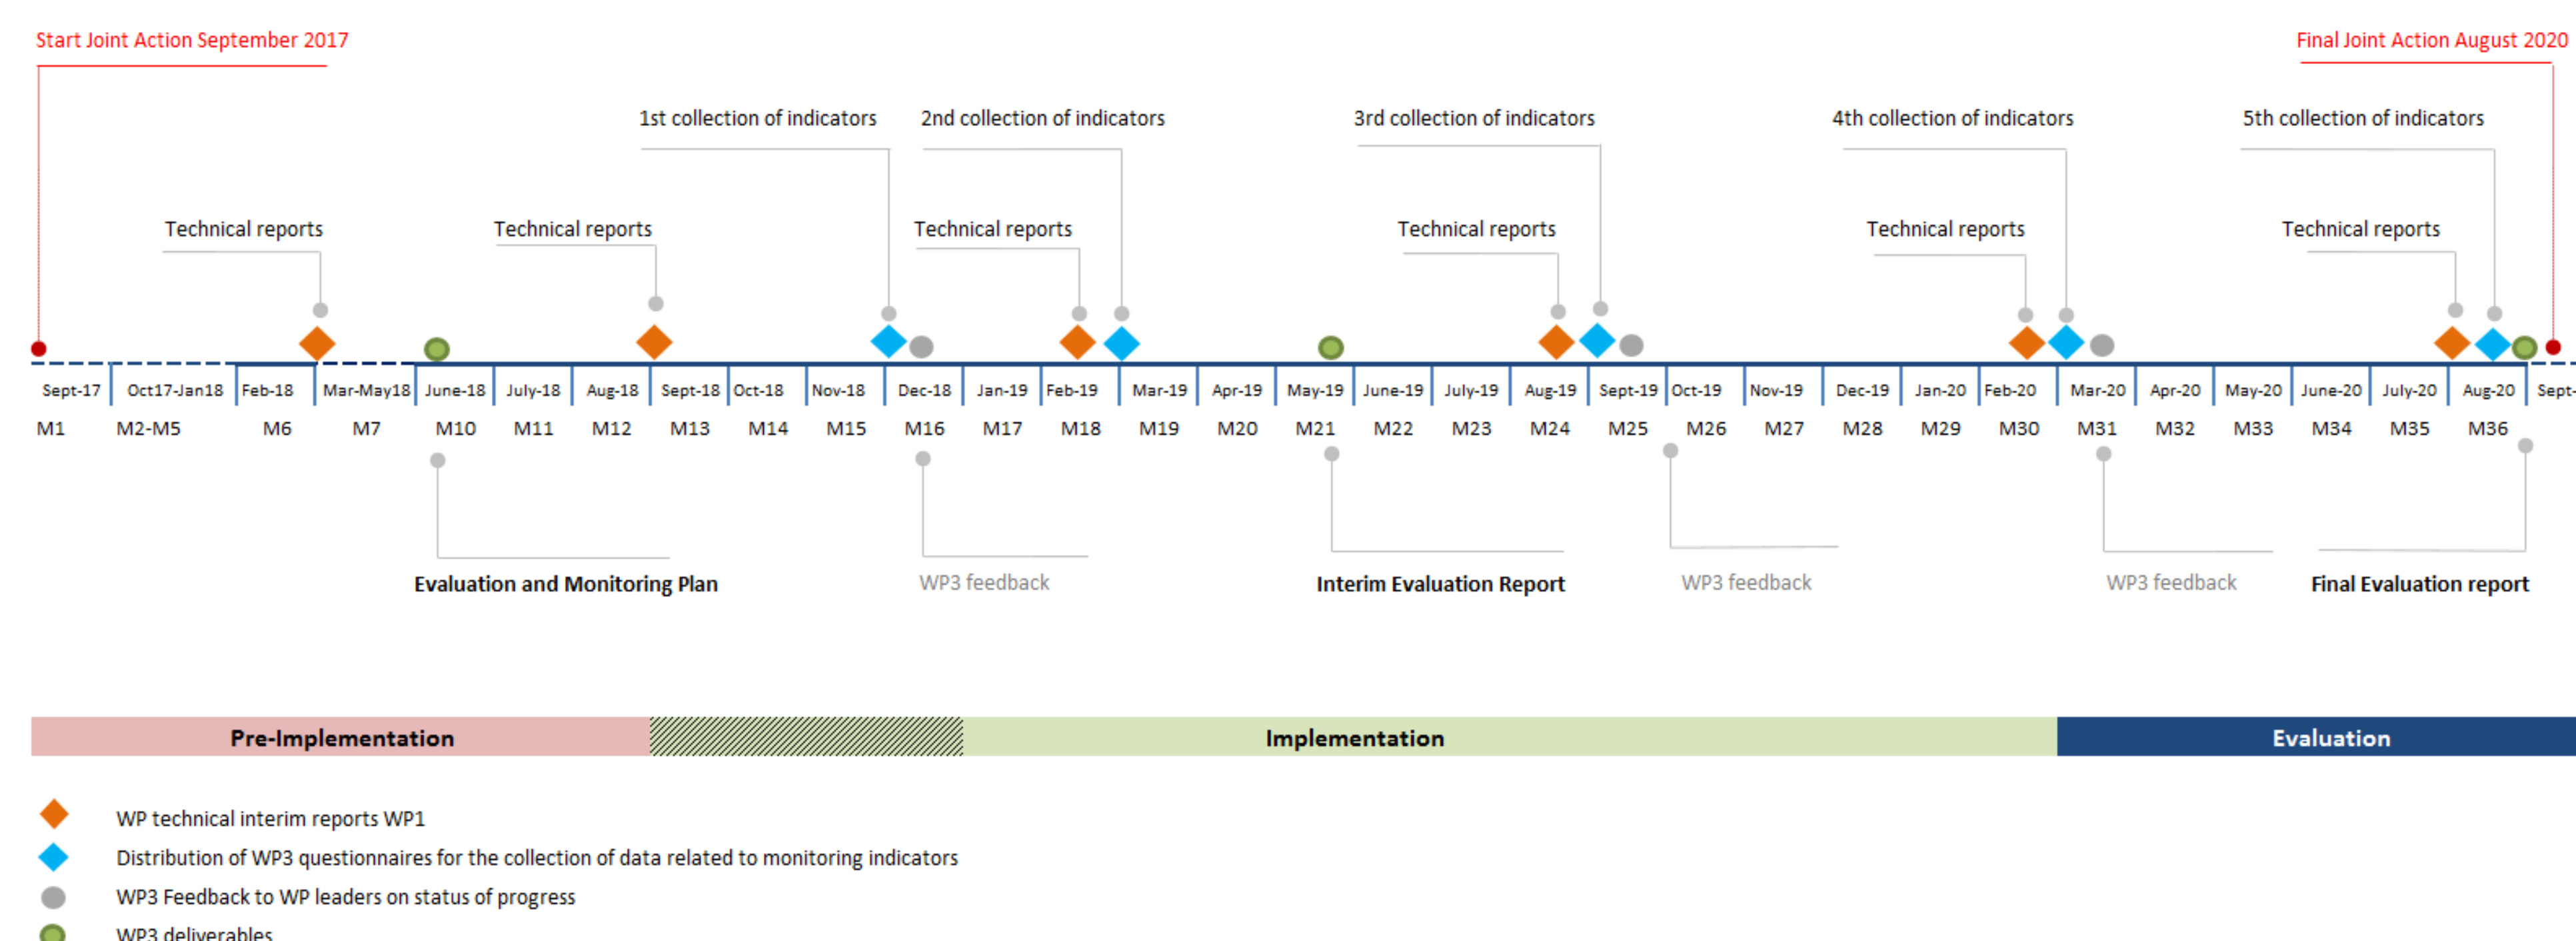 Start Joint Action September 2017
Final Joint Action August 2020
1st collection of indicators
2nd collection of indicators
3rd collection of indicators
4th collection of indicators
5th collection of indicators
Technical reports
Technical reports
Technical reports
Technical reports
Technical reports
Technical reports
Sept-17 Oct17-Jan18 Feb-18 Mar-May18 June-18 July-18 Aug-18 Sept-18 Oct-18 Nov-18 Dec-18 Jan-19 Feb-19 Mar-19 Apr-19 May-19 June-19 July-19 Aug-19 Sept-19 Oct-19 Nov-19 Dec-19 Jan-20 Feb-20 Mar-20 Apr-20 May-20 June-20 July-20 Aug-20 Sept-
M1 M2-M5 M6 M7 M10 M11 M12 M13 M14 M15 M16 M17 M18 M19 M20 M21 M22 M23 M24 M25 M26 M27 M28 M29 M30 M31 M32 M33 M34 M35 M36
Evaluation and Monitoring Plan
WP3 feedback
Interim Evaluation Report
WP3 feedback
WP3 feedback
Final Evaluation report
Pre-Implementation
Implementation
Evaluation
WP technical interim reports WP1
Distribution of WP3 questionnaires for the collection of data related to monitoring indicators
WP3 Feedback to WP leaders on status of progress
WP3 deliverables